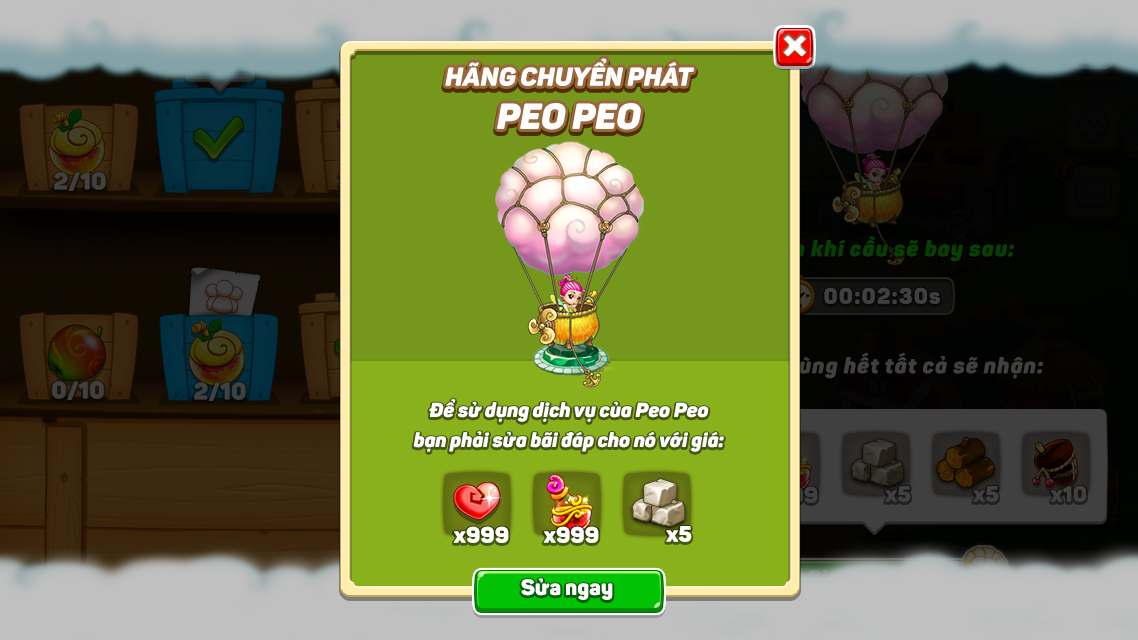 HÃNG CHUYỂN PHÁT
PEO PEO
2/10
0/10
2/10
khí cầu sẽ bay sau:
00:02:30s
hết tất cả sẽ nhận:
x5
x5
x10
Để sử dụng dịch vụ của Peo Peo
bạn phải sửa bãi đáp cho nó với giá:
x999
x999
x5
Sửa ngay